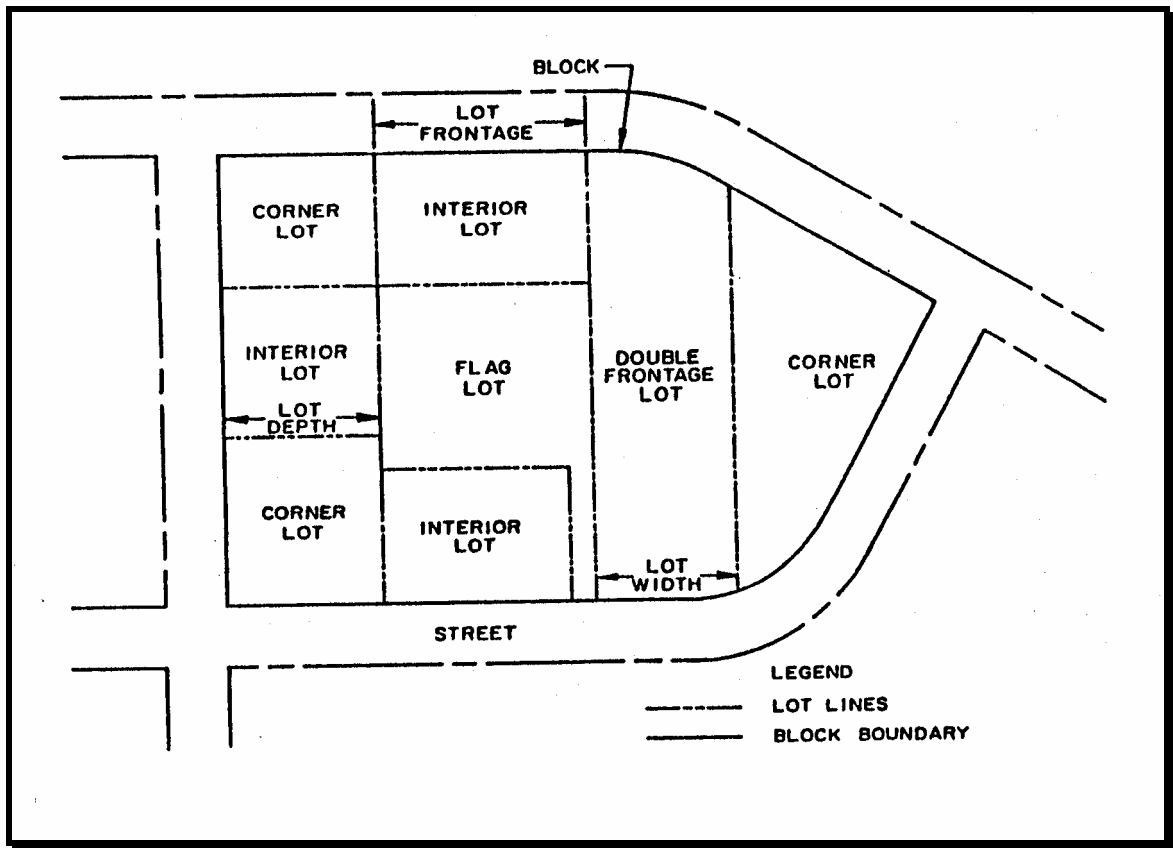 BLOCK
LOT
FRONTAGE
CORNER
LOT
INTERIOR
LOT
INTERIOR
LOT
LOT
DEPTH
FLAG
LOT
DOUBLE
FRONTAGE
LOT
CORNER
LOT
CORNER
LOT
INTERIOR
LOT
LOT
WIDTH
STREET
LEGEND
LOT LINES
BLOCK BOUNDARY